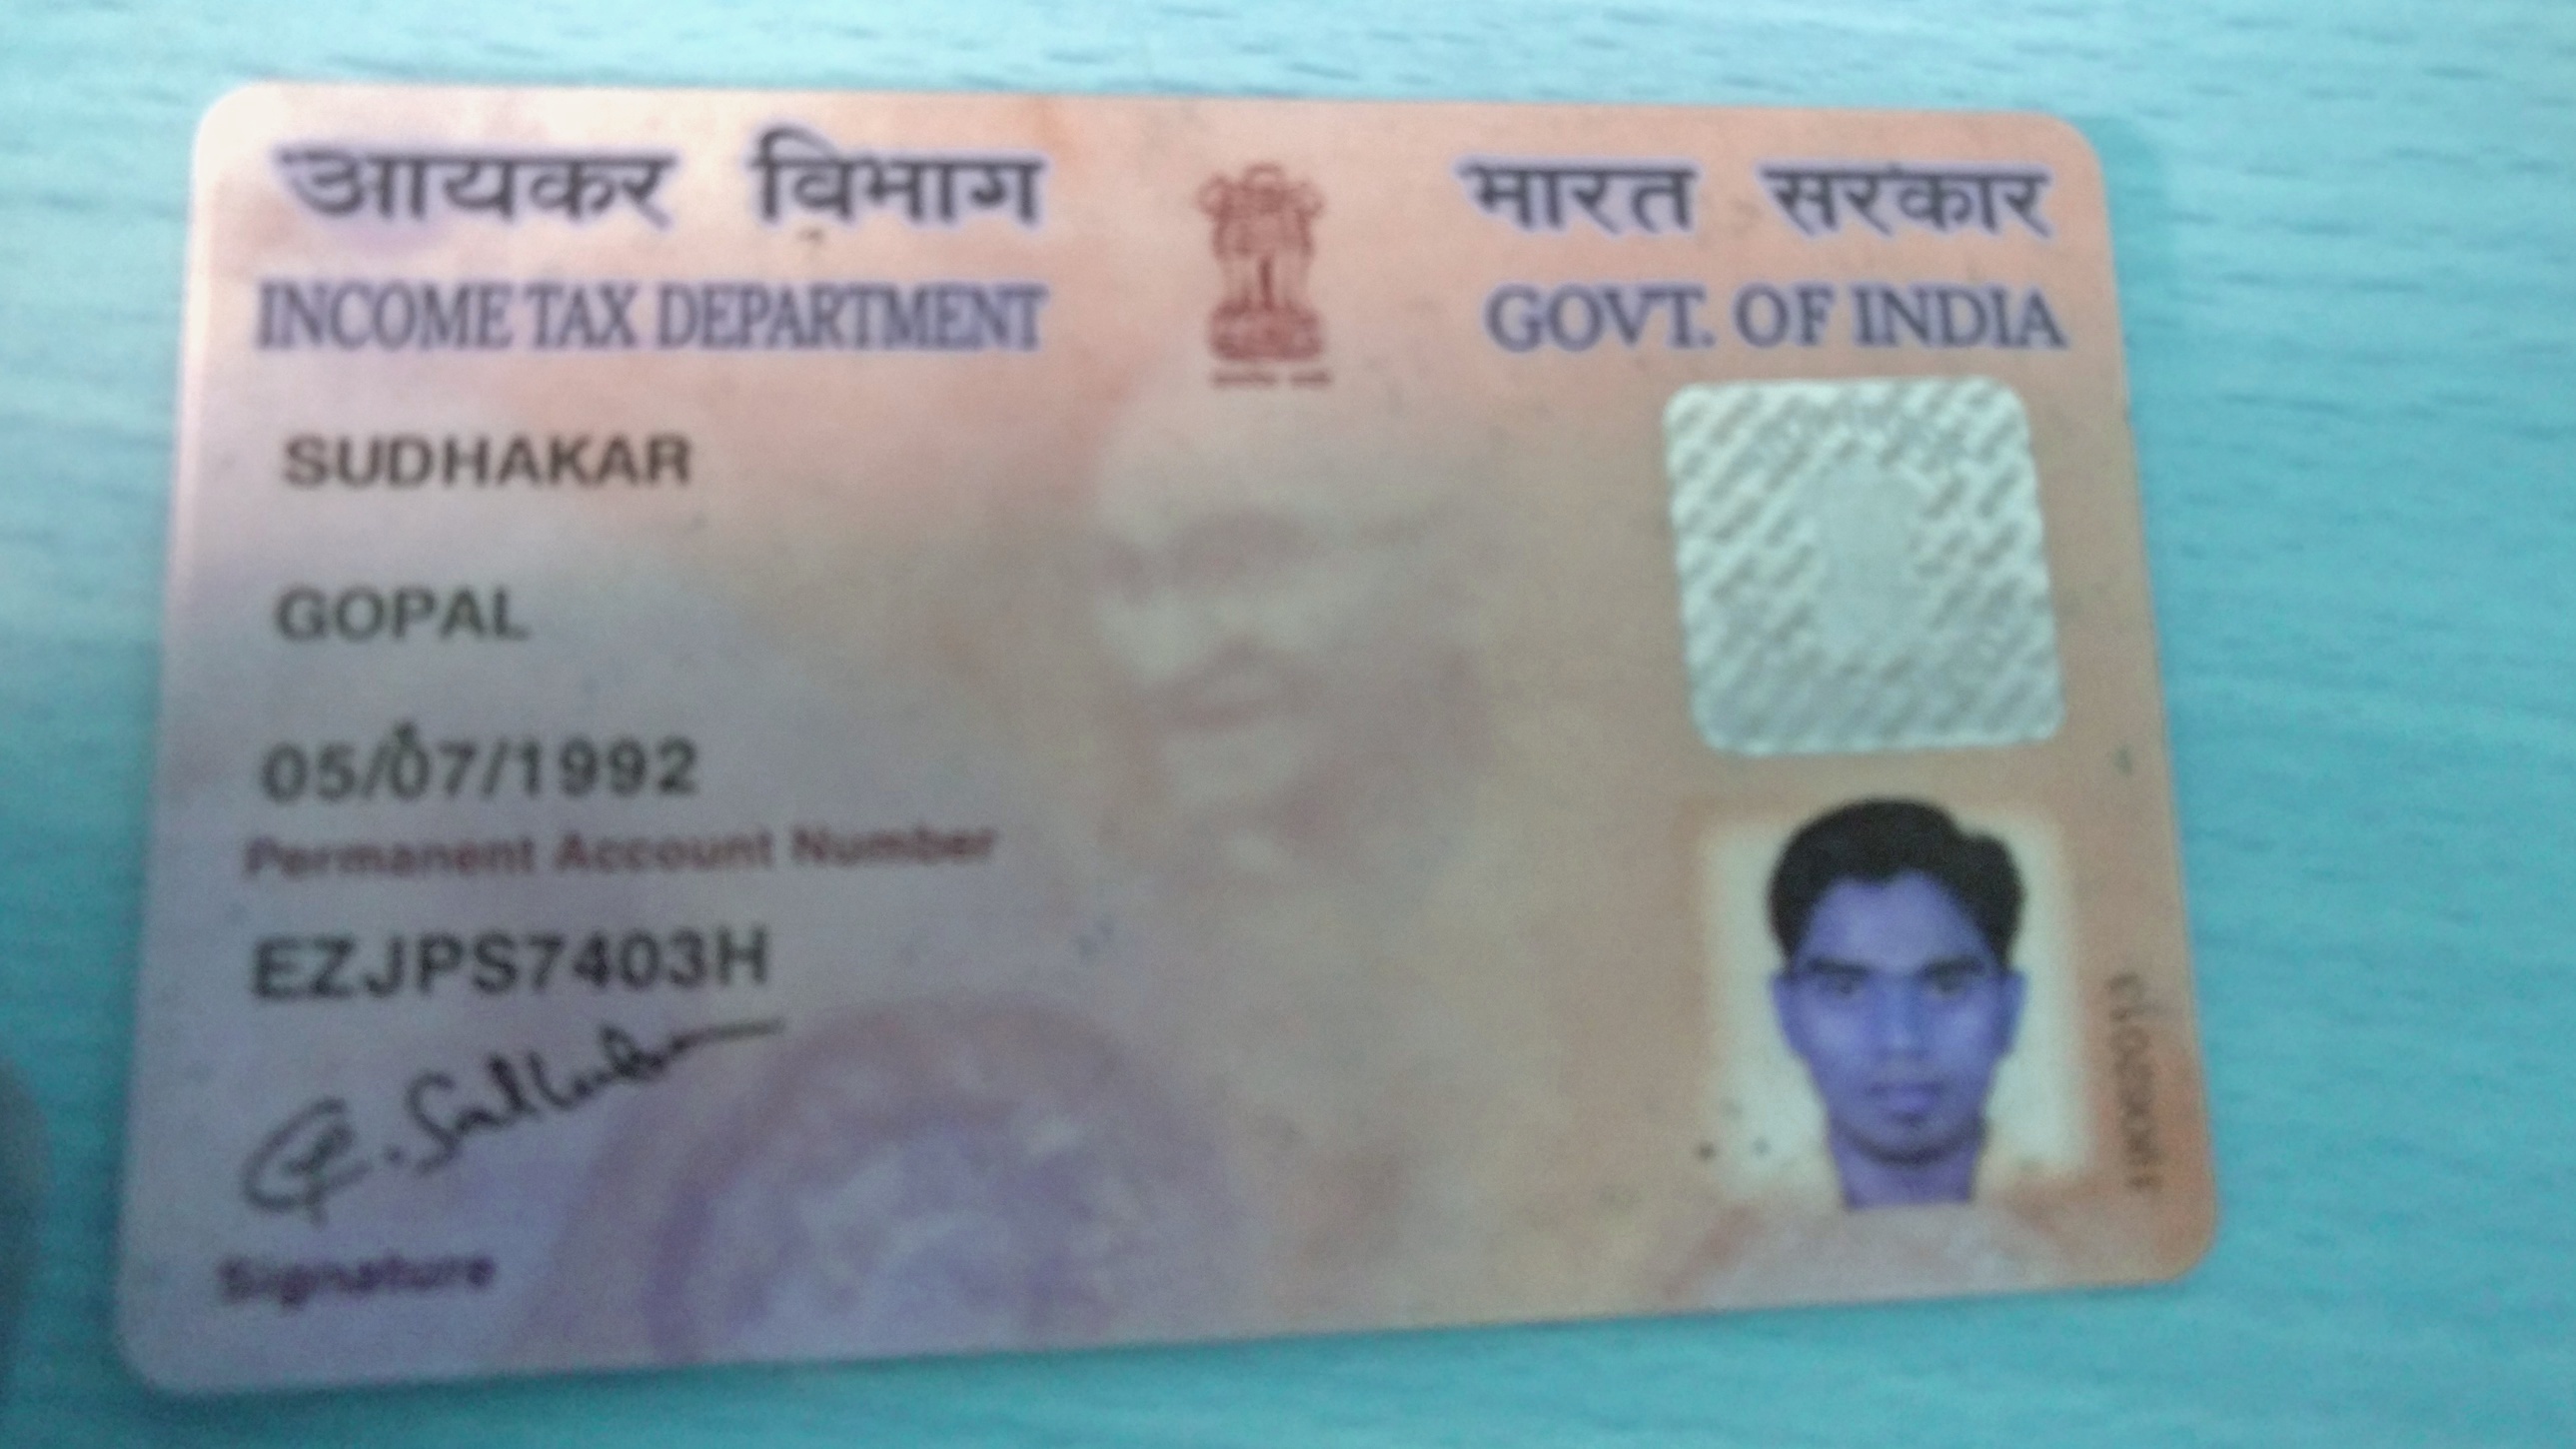 आयकर विभाग
INCOME TAX DEPARTMENT
भारत सरकार
GOVT. OF INDIA
SUDHAKAR
GOPAL
05/07/1992
Permanent Account Number
EZJPS7403H
G. Sudhakar
Signature